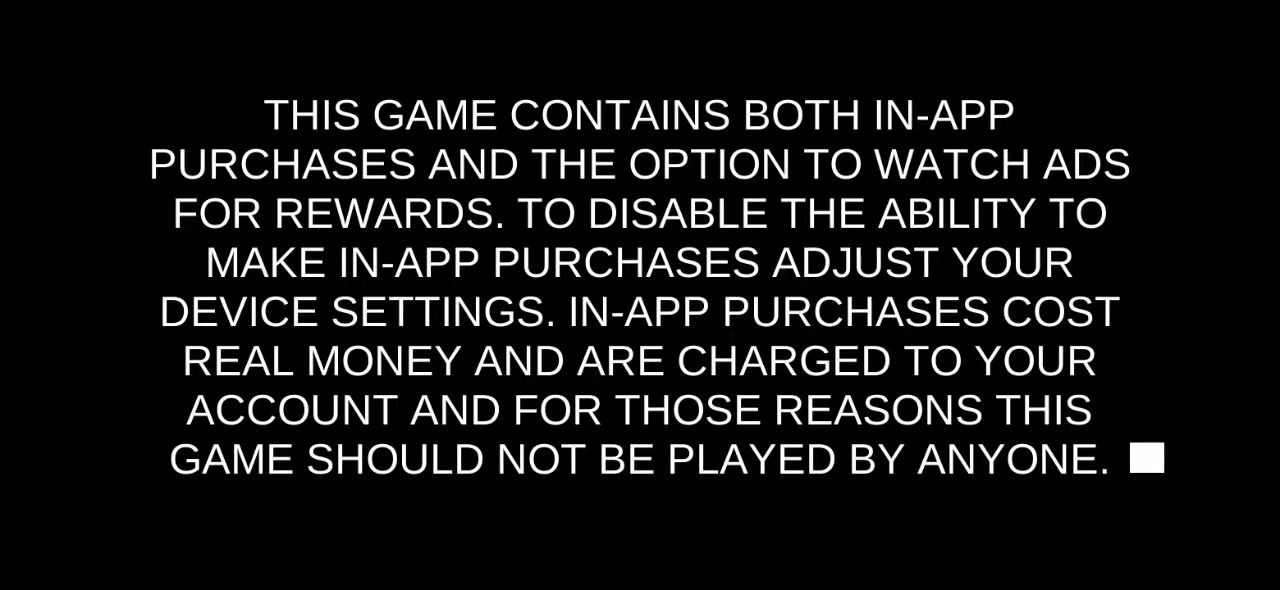 THIS GAME CONTAINS BOTH IN-APP
PURCHASES AND THE OPTION TO WATCH ADS
FOR REWARDS. TO DISABLE THE ABILITY TO
MAKE IN-APP PURCHASES ADJUST YOUR
DEVICE SETTINGS. IN-APP PURCHASES COST
REAL MONEY AND ARE CHARGED TO YOUR
ACCOUNT AND FOR THOSE REASONS THIS
GAME SHOULD NOT BE PLAYED BY ANYONE.